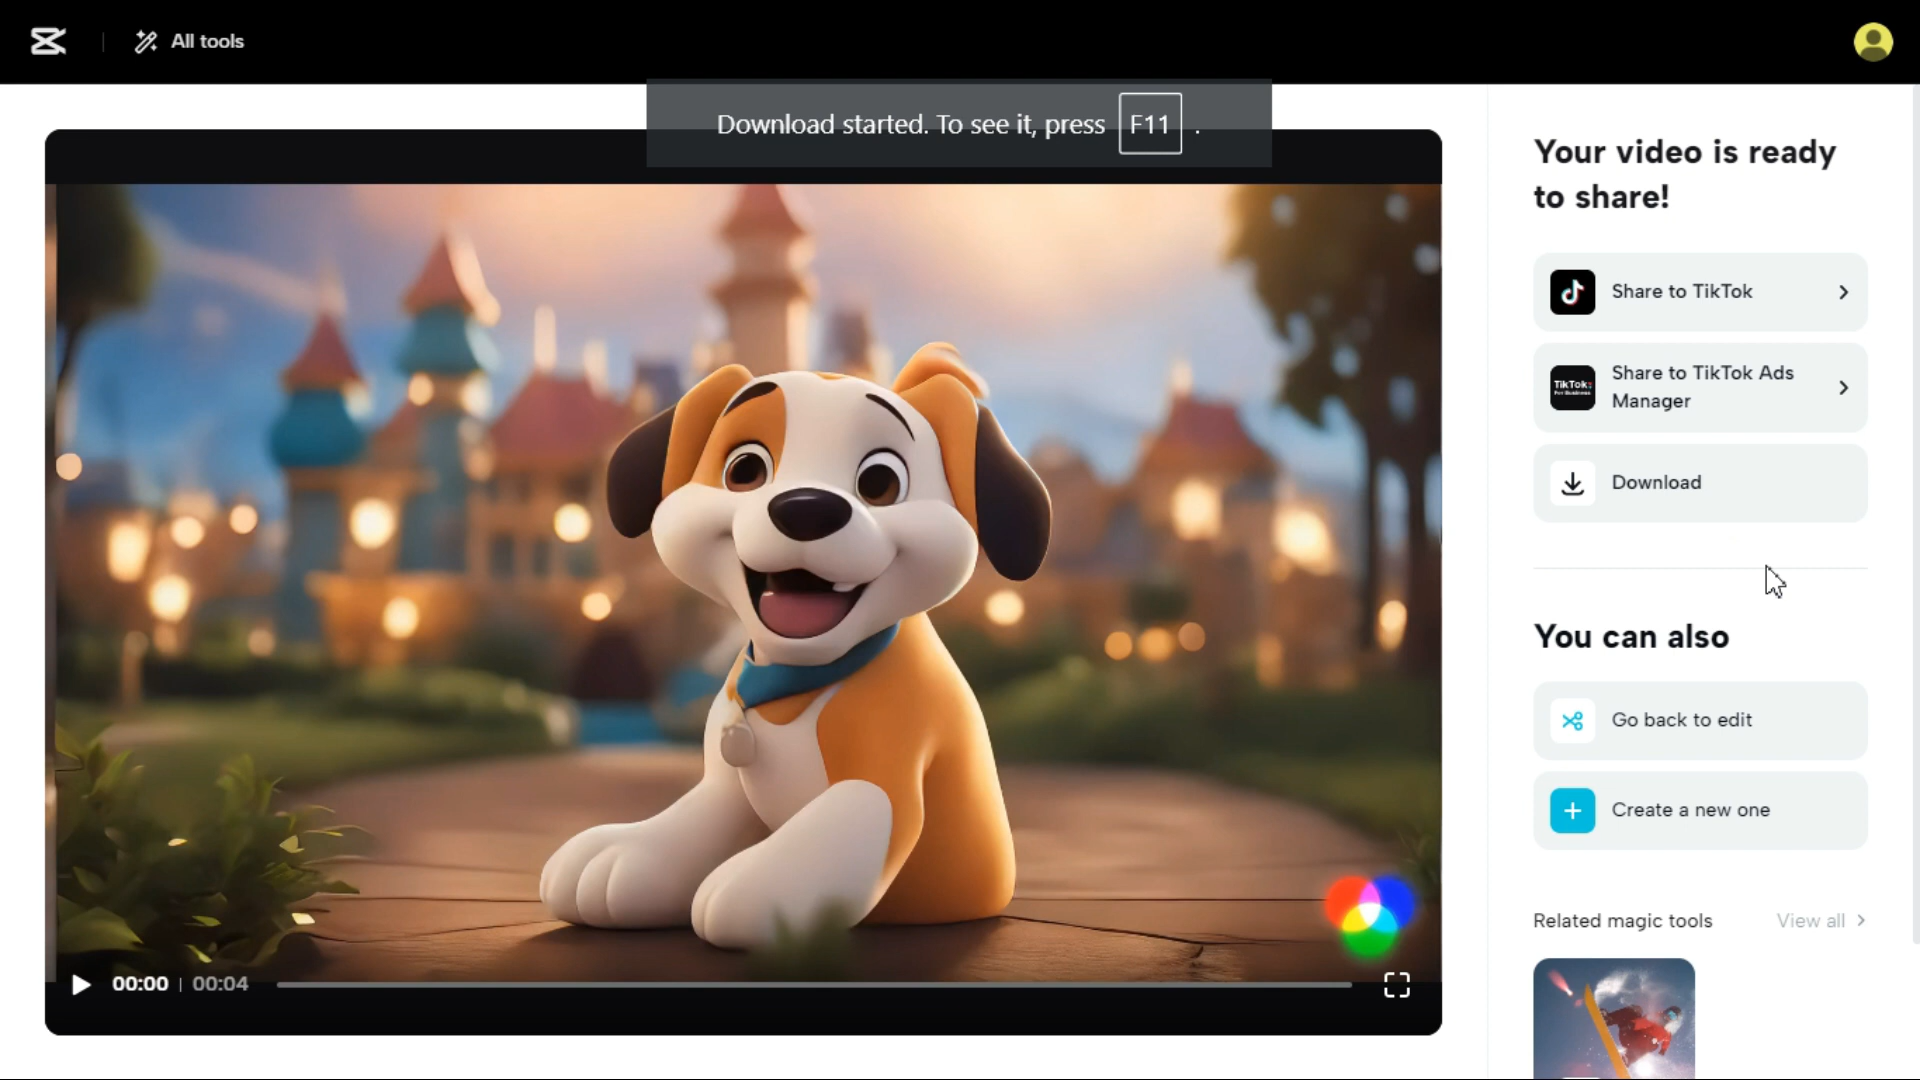 All tools
Download started. To see it, press F11 .
Your video is ready
to share!
Share to TikTok
TikTok:
For Business
Share to TikTok Ads
Manager
Download
You can also
Go back to edit
Create a new one
Related magic tools
View all
00:00 | 00:04